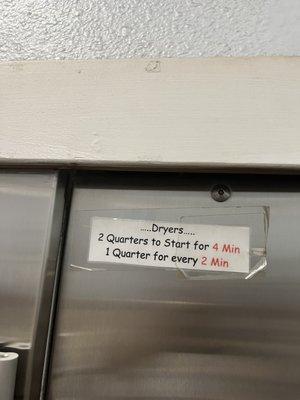 .....Dryers.....
2 Quarters to Start for 4 Min
1 Quarter for every 2 Min